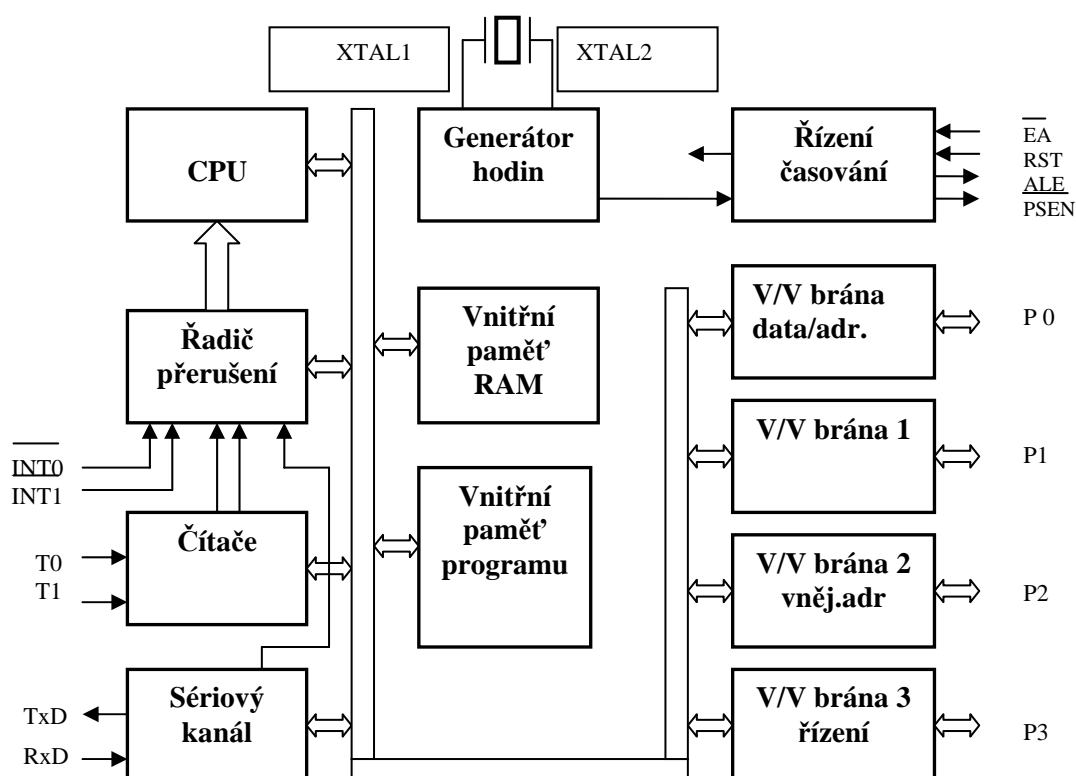 XTAL1
XTAL2
CPU
Generátor
hodin
Řízení
časování
EA
RST
ALE
PSEN
Řadič
přerušení
Vnitřní
paměť
RAM
V/V brána
data/adr.
P 0
INT0
INT1
V/V brána 1
P1
Čítače
T0
T1
Vnitřní
paměť
programu
V/V brána 2
vněj.adr
P2
Sériový
kanál
TxD
RxD
V/V brána 3
řízení
P3